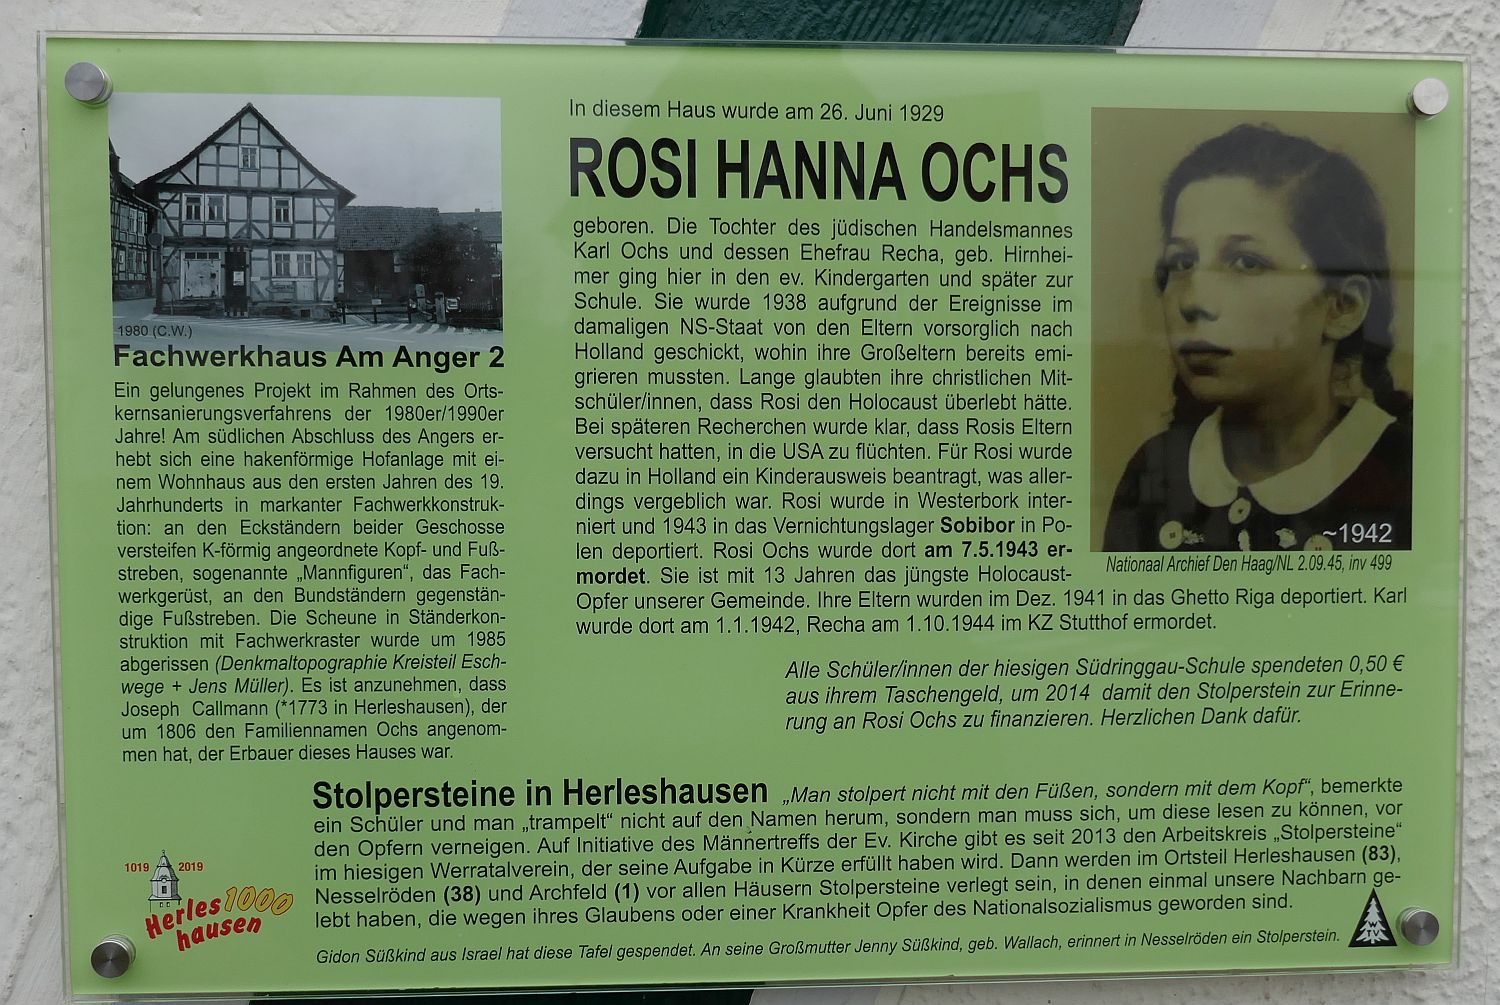 1980 (C.W.)
Fachwerkhaus Am Anger 2
Ein gelungenes Projekt im Rahmen des Orts-
kernsanierungsverfahrens der 1980er/1990er
Jahre! Am südlichen Abschluss des Angers er-
hebt sich eine hakenförmige Hofanlage mit ei-
nem Wohnhaus aus den ersten Jahren des 19.
Jahrhunderts in markanter Fachwerkkonstruk-
tion: an den Eckständern beider Geschosse
versteifen K-förmig angeordnete Kopf- und Fuß-
streben, sogenannte „Mannfiguren“, das Fach-
werkgerüst, an den Bundständern gegenstän-
dige Fußstreben. Die Scheune in Ständerkon-
struktion mit Fachwerkraster wurde um 1985
abgerissen (Denkmaltopographie Kreisteil Esch-
wege + Jens Müller). Es ist anzunehmen, dass
Joseph Callmann (*1773 in Herleshausen), der
um 1806 den Familiennamen Ochs angenom-
men hat, der Erbauer dieses Hauses war.
In diesem Haus wurde am 26. Juni 1929
ROSI HANNA OCHS
geboren. Die Tochter des jüdischen Handelsmannes
Karl Ochs und dessen Ehefrau Recha, geb. Hirnhei-
mer ging hier in den ev. Kindergarten und später zur
Schule. Sie wurde 1938 aufgrund der Ereignisse im
damaligen NS-Staat von den Eltern vorsorglich nach
Holland geschickt, wohin ihre Großeltern bereits emi-
grieren mussten. Lange glaubten ihre christlichen Mit-
schüler/innen, dass Rosi den Holocaust überlebt hätte.
Bei späteren Recherchen wurde klar, dass Rosis Eltern
versucht hatten, in die USA zu flüchten. Für Rosi wurde
dazu in Holland ein Kinderausweis beantragt, was aller-
dings vergeblich war. Rosi wurde in Westerbork inter-
niert und 1943 in das Vernichtungslager Sobibor in Po-
len deportiert. Rosi Ochs wurde dort am 7.5.1943 er-
mordet. Sie ist mit 13 Jahren das jüngste Holocaust-
Opfer unserer Gemeinde. Ihre Eltern wurden im Dez. 1941 in das Ghetto Riga deportiert. Karl
wurde dort am 1.1.1942, Recha am 1.10.1944 im KZ Stutthof ermordet.
~1942
Nationaal Archief Den Haag/NL 2.09.45, inv 499
Alle Schüler/innen der hiesigen Südringgau-Schule spendeten 0,50 €
aus ihrem Taschengeld, um 2014 damit den Stolperstein zur Erinne-
rung an Rosi Ochs zu finanzieren. Herzlichen Dank dafür.
Stolpersteine in Herleshausen „Man stolpert nicht mit den Füßen, sondern mit dem Kopf“, bemerkte
ein Schüler und man „trampelt“ nicht auf den Namen herum, sondern man muss sich, um diese lesen zu können, vor
den Opfern verneigen. Auf Initiative des Männertreffs der Ev. Kirche gibt es seit 2013 den Arbeitskreis „Stolpersteine“
im hiesigen Werratalverein, der seine Aufgabe in Kürze erfüllt haben wird. Dann werden im Ortsteil Herleshausen (83),
Nesselröden (38) und Archfeld (1) vor allen Häusern Stolpersteine verlegt sein, in denen einmal unsere Nachbarn ge-
lebt haben, die wegen ihres Glaubens oder einer Krankheit Opfer des Nationalsozialismus geworden sind.
Gidon Süßkind aus Israel hat diese Tafel gespendet. An seine Großmutter Jenny Süßkind, geb. Wallach, erinnert in Nesselröden ein Stolperstein.
1019 2019
Herles 1000
hausen
W
TV